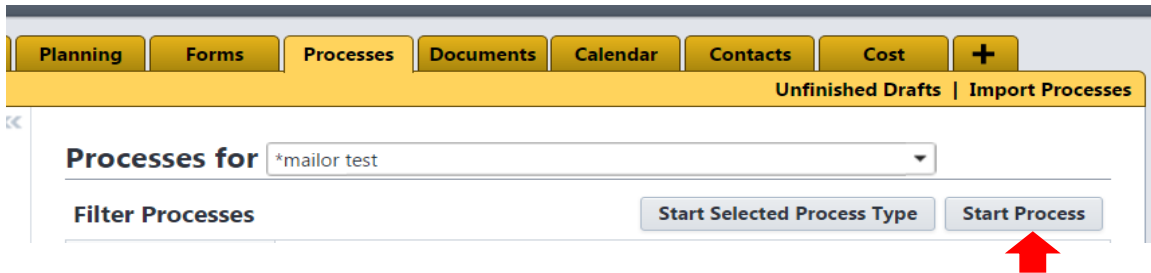 Planning Forms Processes Documents Calendar Contacts Cost +
Unfinished Drafts | Import Processes
<<
Processes for *mailor test
Filter Processes Start Selected Process Type Start Process